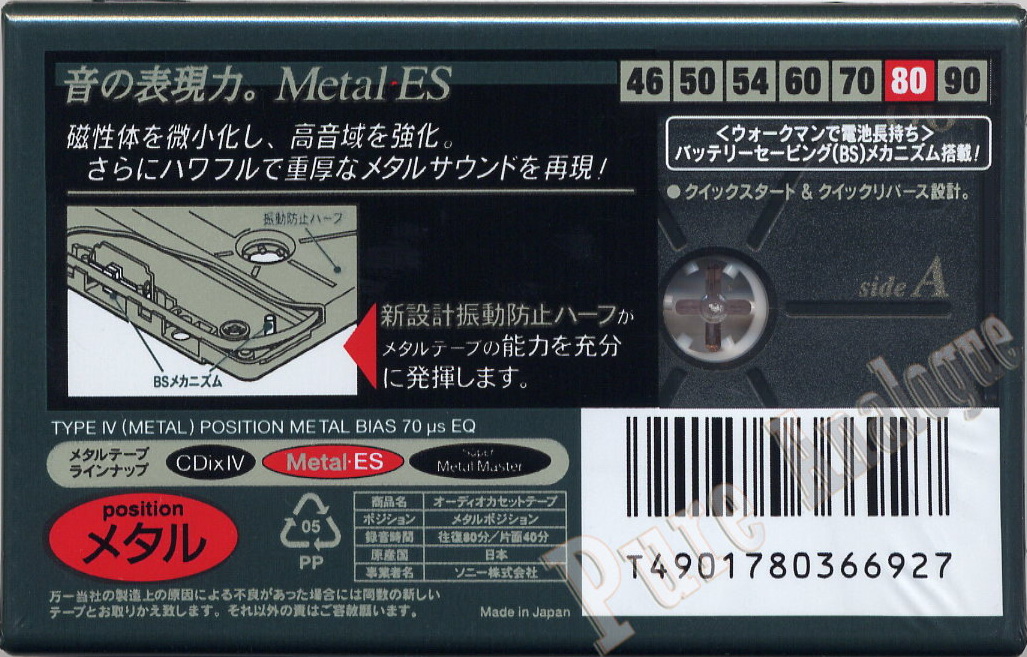 音の表現力。Metal・ES
46 50 54 60 70 80 90
磁性体を微小化し、高音域を強化。
さらにハワフルで重厚なメタルサウンドを再現!
<ウォークマンで電池長持ち>
バッテリーセービング(BS)メカニズム搭載!
●クイックスタート&クイックリバース設計。
振動防止ハーフ
BSメカニズム
side A
新設計振動防止ハーフが
メタルテープの能力を充分
に発揮します。
TYPE IV (METAL) POSITION METAL BIAS 70 µs EQ
メタルテープ
ラインナップ
CDixIV
Metal・ES
Super
Metal Master
position
メタル
05
PP
商品名 オーディオカセットテープ
ポジション メタルポジション
録音時間 往復80分/片面40分
原産国 日本
事業者名 ソニー株式会社
T4901780366927
万一当社の製造上の原因による不良があった場合には同数の新しい
テープとお取りかえ致します。それ以外の責はご容赦願います。
Made in Japan
Pure Analogue